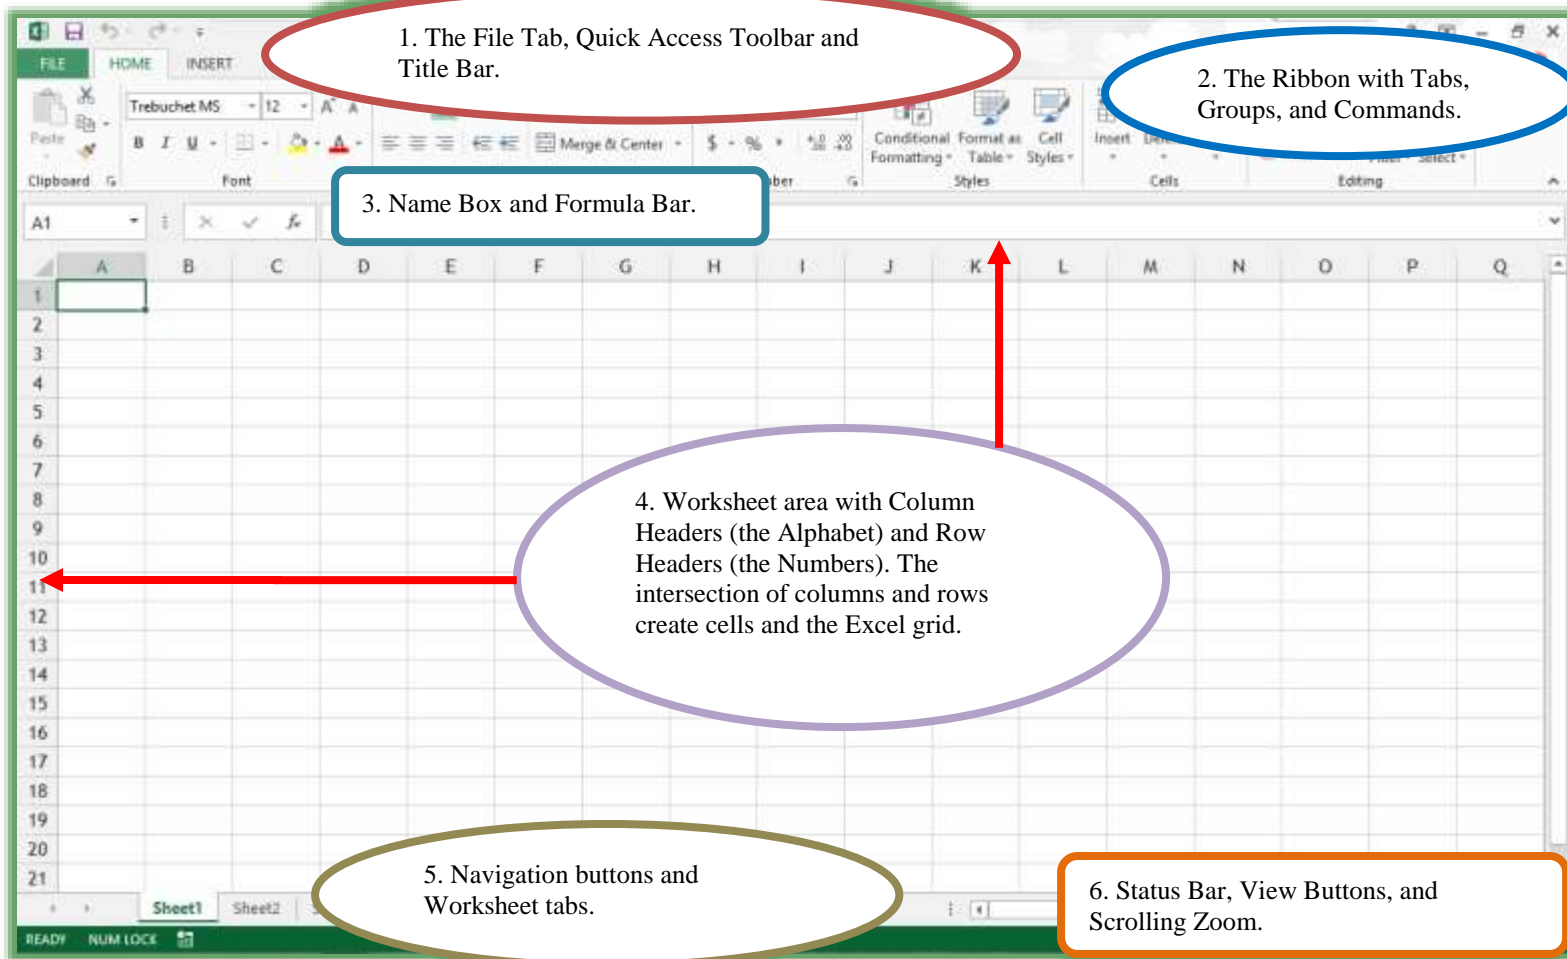 1. The File Tab, Quick Access Toolbar and
Title Bar.
FILE HOME INSERT
2. The Ribbon with Tabs,
Groups, and Commands.
Trebuchet MS 12 A A
Paste
B I U A Merge & Center $ % Conditional Format as Cell Insert
Formatting Table Styles Select
Clipboard Font Styles Cells Editing
3. Name Box and Formula Bar.
A1 fx
A B C D E F G H I J K L M N O P Q
1
2
3
4
5
6
7
8
9
10
11
12
13
14
15
16
17
18
19
20
21
4. Worksheet area with Column
Headers (the Alphabet) and Row
Headers (the Numbers). The
intersection of columns and rows
create cells and the Excel grid.
5. Navigation buttons and
Worksheet tabs.
6. Status Bar, View Buttons, and
Scrolling Zoom.
Sheet1 Sheet2
READY NUM LOCK